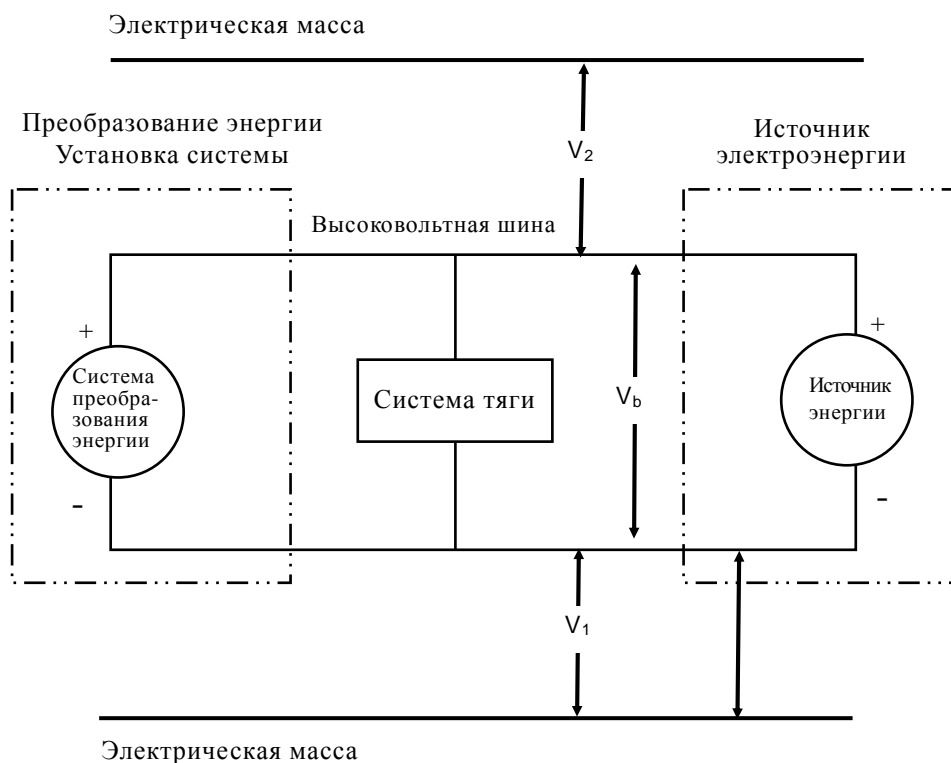 Электрическая масса
Преобразование энергии
Установка системы
Источник
электроэнергии
V2
Высоковольтная шина
+
+
Система
преобра-
зования
энергии
Система тяги
Vb
Источник
энергии
-
-
V1
Электрическая масса